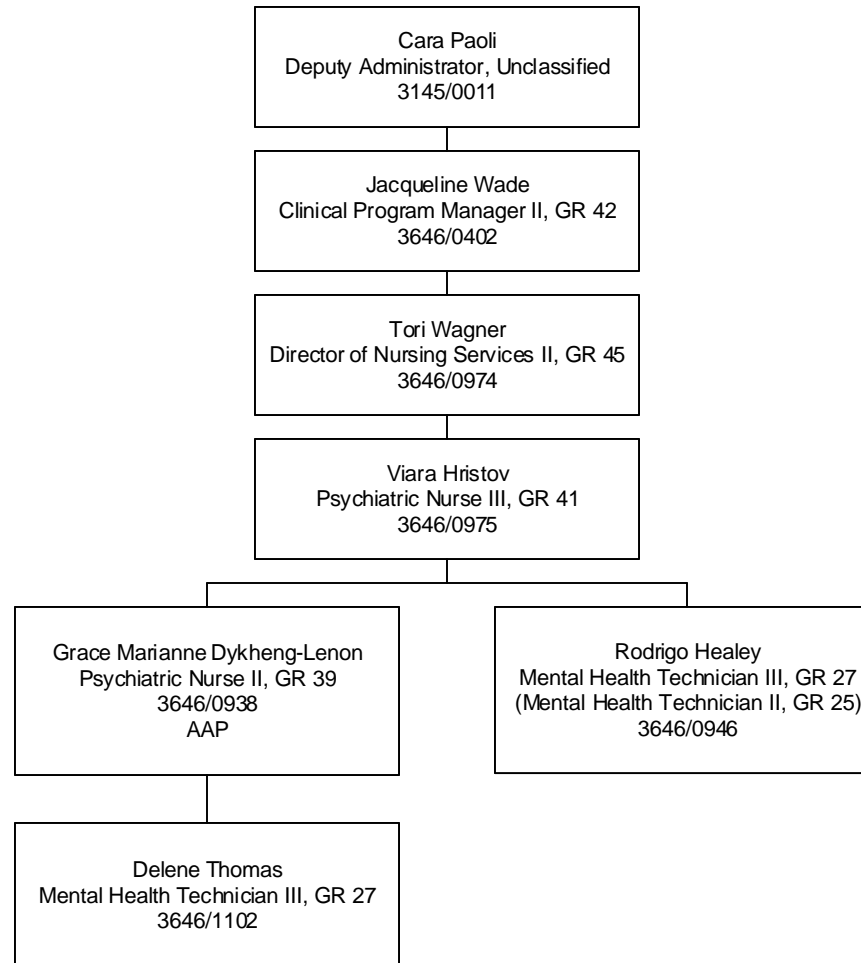 Cara Paoli
Deputy Administrator, Unclassified
3145/0011
Jacqueline Wade
Clinical Program Manager II, GR 42
3646/0402
Tori Wagner
Director of Nursing Services II, GR 45
3646/0974
Viara Hristov
Psychiatric Nurse III, GR 41
3646/0975
Grace Marianne Dykheng-Lenon
Psychiatric Nurse II, GR 39
3646/0938
AAP
Rodrigo Healey
Mental Health Technician III, GR 27
(Mental Health Technician II, GR 25)
3646/0946
Delene Thomas
Mental Health Technician III, GR 27
3646/1102